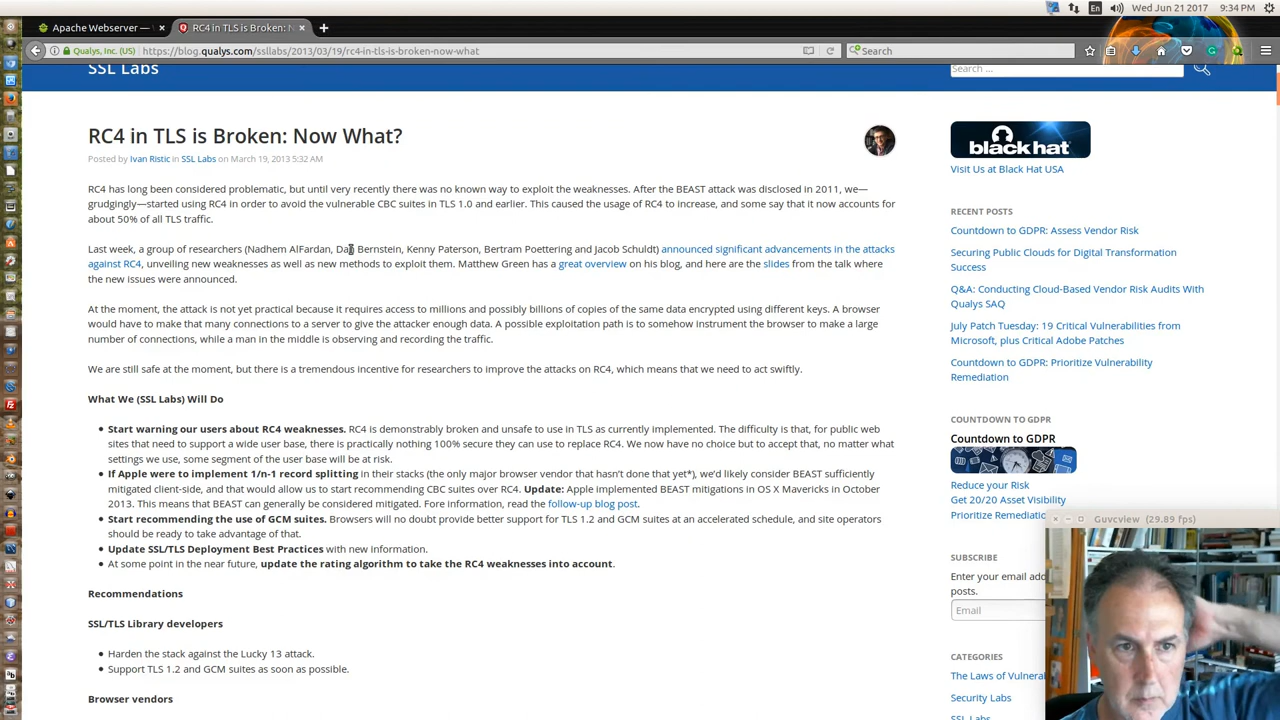 En
Wed Jun 21 2017
9:34 PM
Apache Webserver —
RC4 in TLS is Broken: N
Qualys, Inc. (US)
https://blog.qualys.com/ssllabs/2013/03/19/rc4-in-tls-is-broken-now-what
Search
SSL Labs
Search ...
RC4 in TLS is Broken: Now What?
Posted by Ivan Ristic in SSL Labs on March 19, 2013 5:32 AM
RC4 has long been considered problematic, but until very recently there was no known way to exploit the weaknesses. After the BEAST attack was disclosed in 2011, we—
grudgingly—started using RC4 in order to avoid the vulnerable CBC suites in TLS 1.0 and earlier. This caused the usage of RC4 to increase, and some say that it now accounts for
about 50% of all TLS traffic.
Last week, a group of researchers (Nadhem AlFardan, Dan Bernstein, Kenny Paterson, Bertram Poettering and Jacob Schuldt) announced significant advancements in the attacks
against RC4, unveiling new weaknesses as well as new methods to exploit them. Matthew Green has a great overview on his blog, and here are the slides from the talk where
the new issues were announced.
At the moment, the attack is not yet practical because it requires access to millions and possibly billions of copies of the same data encrypted using different keys. A browser
would have to make that many connections to a server to give the attacker enough data. A possible exploitation path is to somehow instrument the browser to make a large
number of connections, while a man in the middle is observing and recording the traffic.
We are still safe at the moment, but there is a tremendous incentive for researchers to improve the attacks on RC4, which means that we need to act swiftly.
What We (SSL Labs) Will Do
Start warning our users about RC4 weaknesses. RC4 is demonstrably broken and unsafe to use in TLS as currently implemented. The difficulty is that, for public web
sites that need to support a wide user base, there is practically nothing 100% secure they can use to replace RC4. We now have no choice but to accept that, no matter what
settings we use, some segment of the user base will be at risk.
If Apple were to implement 1/n-1 record splitting in their stacks (the only major browser vendor that hasn't done that yet*), we'd likely consider BEAST sufficiently
mitigated client-side, and that would allow us to start recommending CBC suites over RC4. Update: Apple implemented BEAST mitigations in OS X Mavericks in October
2013. This means that BEAST can generally be considered mitigated. Fore information, read the follow-up blog post.
Start recommending the use of GCM suites. Browsers will no doubt provide better support for TLS 1.2 and GCM suites at an accelerated schedule, and site operators
should be ready to take advantage of that.
Update SSL/TLS Deployment Best Practices with new information.
At some point in the near future, update the rating algorithm to take the RC4 weaknesses into account.
Recommendations
SSL/TLS Library developers
Harden the stack against the Lucky 13 attack.
Support TLS 1.2 and GCM suites as soon as possible.
Browser vendors
black hat
Visit Us at Black Hat USA
RECENT POSTS
Countdown to GDPR: Assess Vendor Risk
Securing Public Clouds for Digital Transformation
Success
Q&A: Conducting Cloud-Based Vendor Risk Audits With
Qualys SAQ
July Patch Tuesday: 19 Critical Vulnerabilities from
Microsoft, plus Critical Adobe Patches
Countdown to GDPR: Prioritize Vulnerability
Remediation
COUNTDOWN TO GDPR
Countdown to GDPR
Reduce your Risk
Get 20/20 Asset Visibility
Prioritize Remediatio
Guvcview (29.89 fps)
SUBSCRIBE
Enter your email add
posts.
Email
CATEGORIES
The Laws of Vulnera
Security Labs
SSL Labs